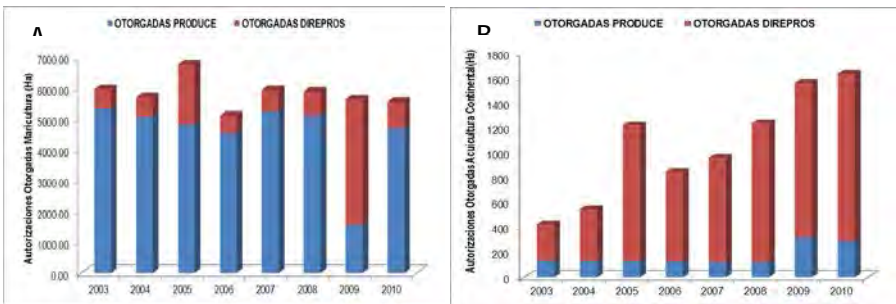 OTORGADAS PRODUCE OTORGADAS DIREPROS
A
Autorizaciones Otorgadas Maricultura (Ha)
7000.00
6000.00
5000.00
4000.00
3000.00
2000.00
1000.00
0.00
2003 2004 2005 2006 2007 2008 2009 2010
OTORGADAS PRODUCE OTORGADAS DIREPROS
Autorizaciones Otorgadas Acuicultura Continental(Ha)
1800
1600
1400
1200
1000
800
600
400
200
0
2003 2004 2005 2006 2007 2008 2009 2010